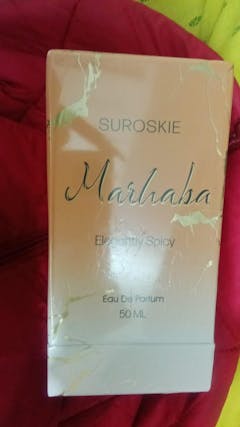 SUROSKIE
Marhaba
Elegantly Spicy
Eau De Parfum
50 ML